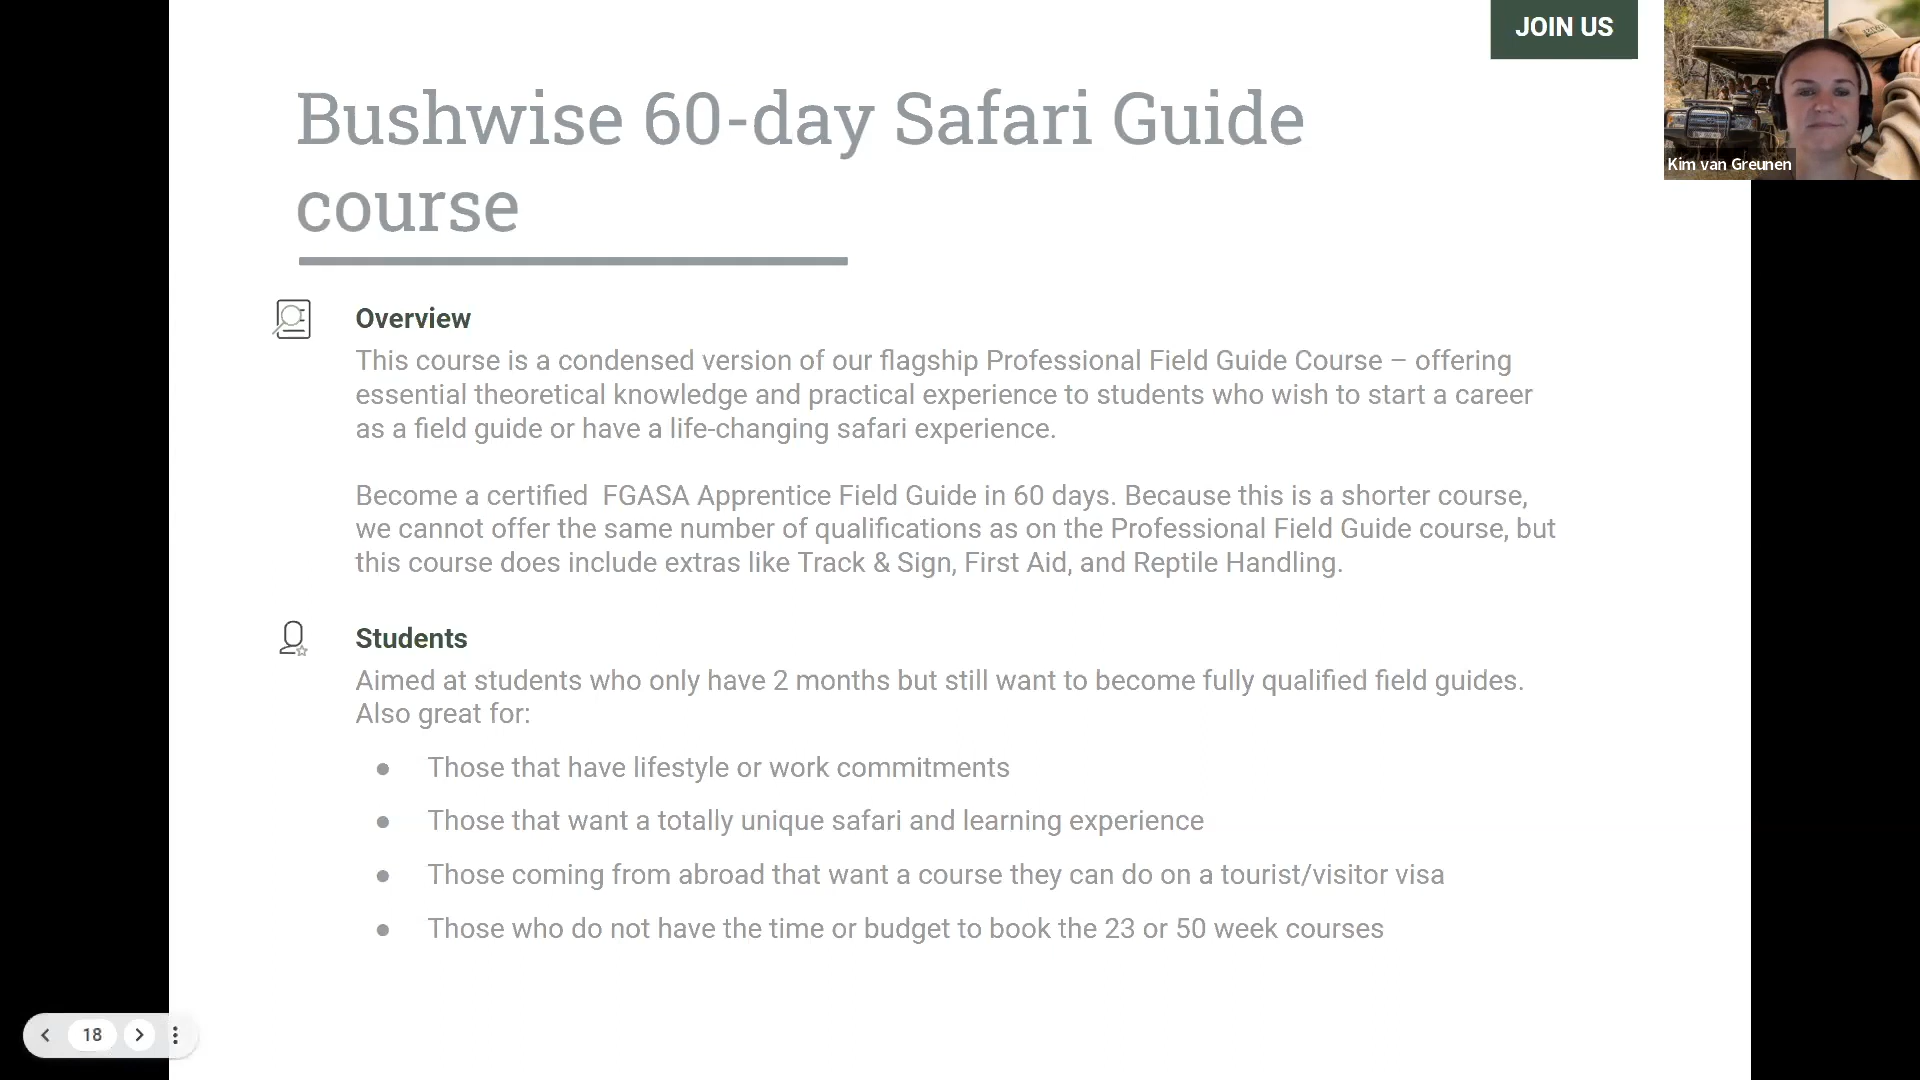 JOIN US
Kim van Greunen
Bushwise 60-day Safari Guide
course
Overview
This course is a condensed version of our flagship Professional Field Guide Course – offering
essential theoretical knowledge and practical experience to students who wish to start a career
as a field guide or have a life-changing safari experience.
Become a certified  FGASA Apprentice Field Guide in 60 days. Because this is a shorter course,
we cannot offer the same number of qualifications as on the Professional Field Guide course, but
this course does include extras like Track & Sign, First Aid, and Reptile Handling.
Students
Aimed at students who only have 2 months but still want to become fully qualified field guides.
Also great for:
● Those that have lifestyle or work commitments
● Those that want a totally unique safari and learning experience
● Those coming from abroad that want a course they can do on a tourist/visitor visa
● Those who do not have the time or budget to book the 23 or 50 week courses
18